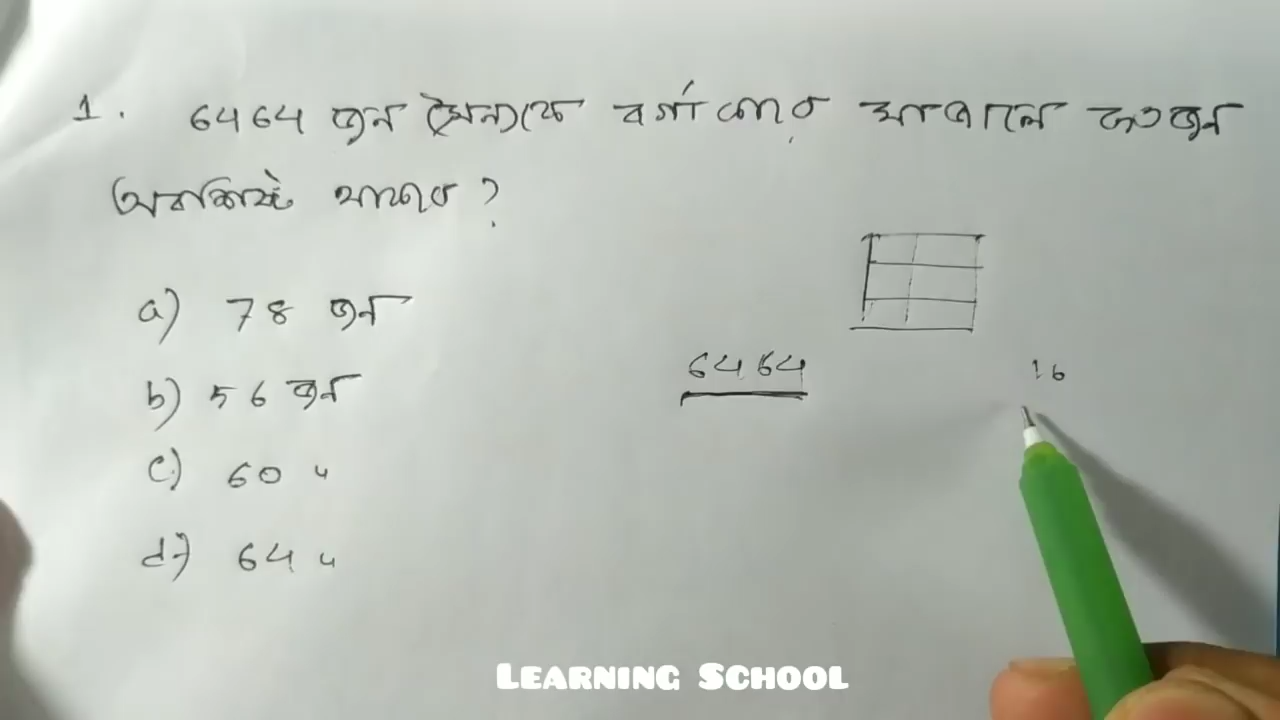 1. 6464 জন সৈন্যকে বর্গাকারে সাজালে কতজন
অবশিষ্ট থাকবে ?
a) 78 জন
b) 56 জন
6464
16
c) 60 "
d) 64 "
LEARNING SCHOOL